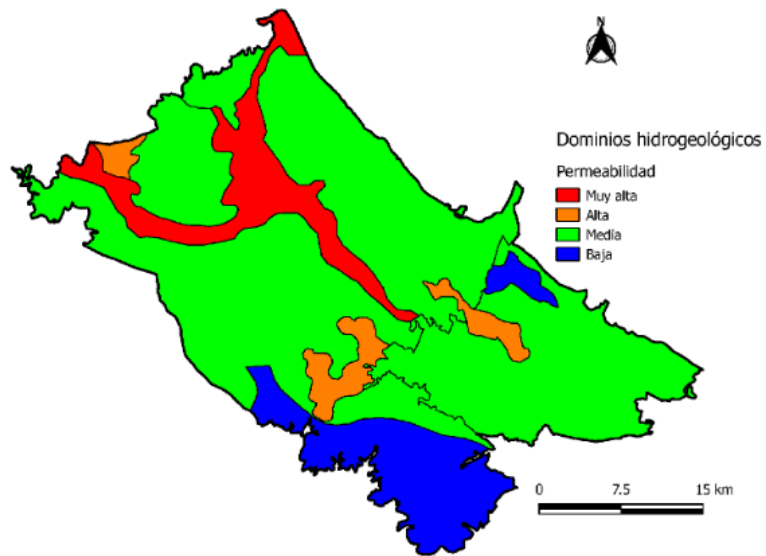 N
Dominios hidrogeológicos
Permeabilidad
Muy alta
Alta
Media
Baja
0 7.5 15 km